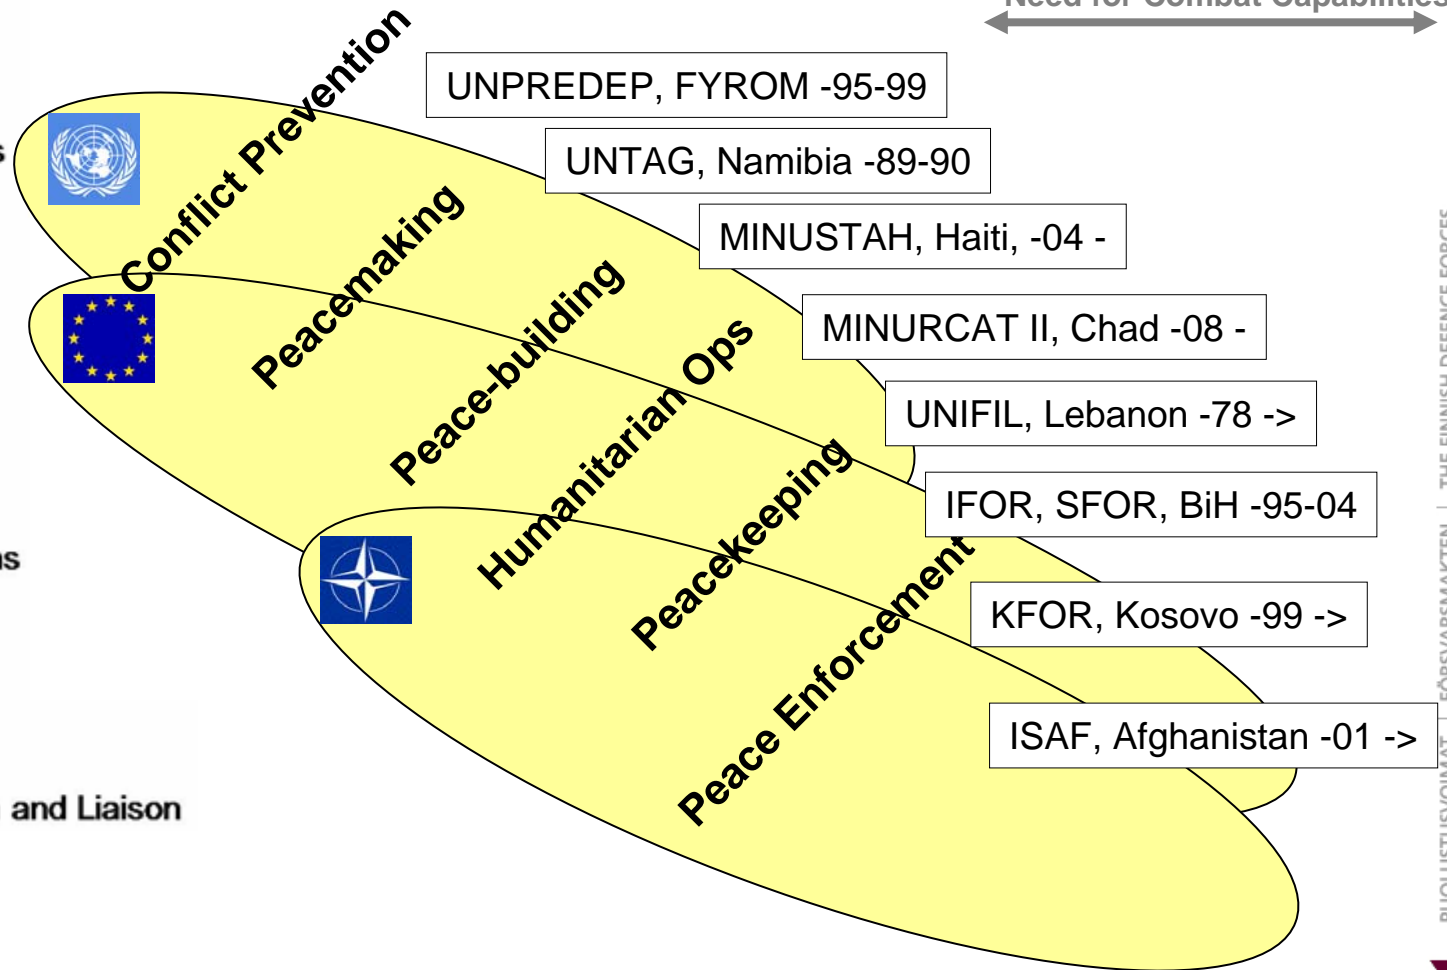 Need for Combat Capabilities
UNPREDEP, FYROM -95-99
UNTAG, Namibia -89-90
MINUSTAH, Haiti, -04 -
MINURCAT II, Chad -08 -
UNIFIL, Lebanon -78 ->
IFOR, SFOR, BiH -95-04
KFOR, Kosovo -99 ->
ISAF, Afghanistan -01 ->
Conflict Prevention
Peacemaking
Peace-building
Humanitarian Ops
Peacekeeping
Peace Enforcement
and Liaison
PUOLUSTUSVOIMAT | FÖRSVARSMAKTEN | THE FINNISH DEFENCE FORCES